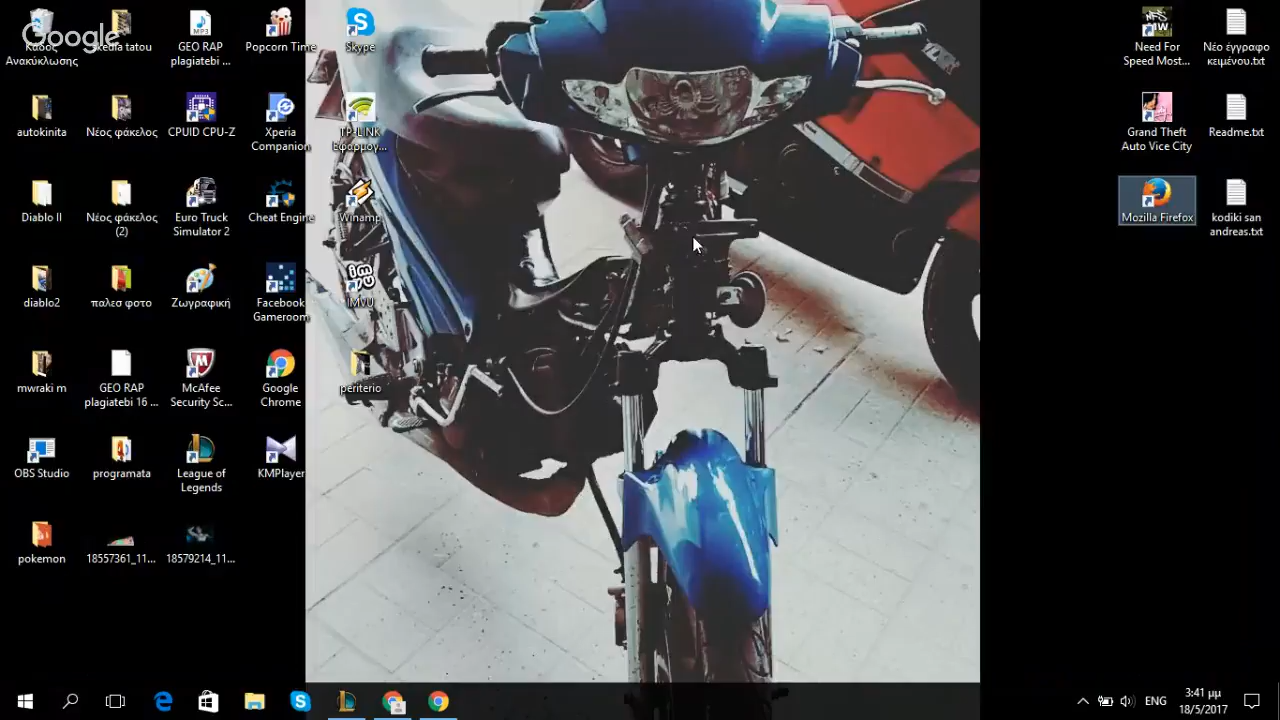 Google
Κάδος
Ανακύκλωσης
GEO RAP
plagiatebi ...
Popcorn Time
Skype
Need For
Speed Most...
Νέο έγγραφο
κειμένου.txt
autokinita
Νέος φάκελος
CPUID CPU-Z
Xperia
Companion
TP-LINK
Εφαρμογ...
Grand Theft
Auto Vice City
Readme.txt
Diablo II
Νέος φάκελος
(2)
Euro Truck
Simulator 2
Cheat Engine
Winamp
Mozilla Firefox
kodiki san
andreas.txt
diablo2
παλεσ φοτο
Ζωγραφική
Facebook
Gameroom
IMVU
mwraki m
GEO RAP
plagiatebi 16 ...
McAfee
Security Sc...
Google
Chrome
periterio
OBS Studio
programata
League of
Legends
KMPlayer
pokemon
18557361_11...
18579214_11...
ENG
3:41 μμ
18/5/2017